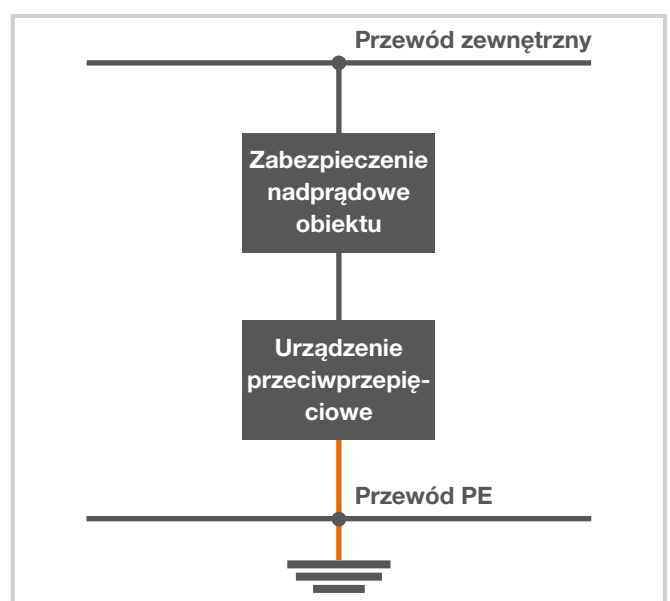 Przewód zewnętrzny
Zabezpieczenie
nadprądowe
obiektu
Urządzenie
przeciwprzepię-
ciowe
Przewód PE